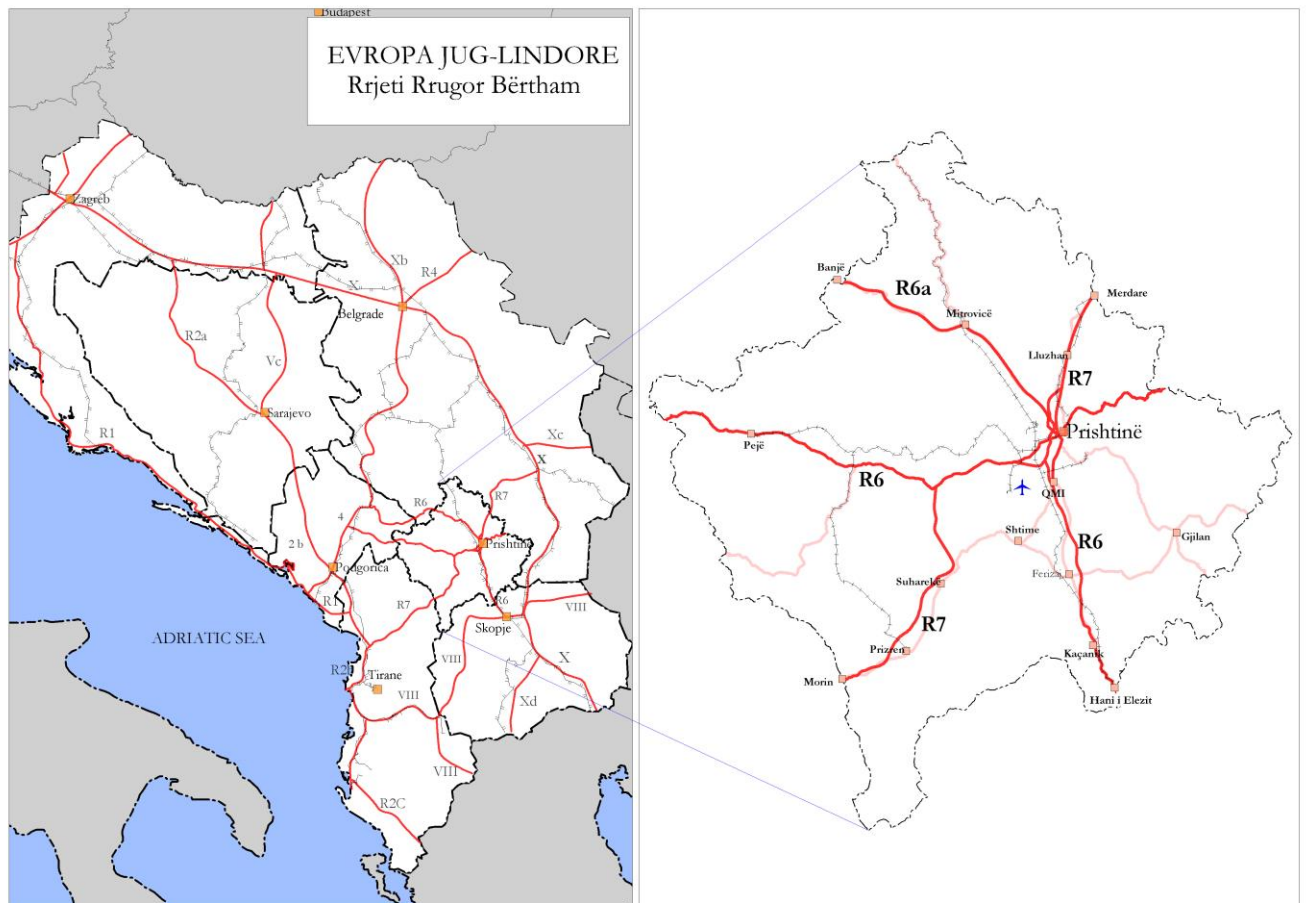 Budapest
EVROPA JUG-LINDORE
Rrjeti Rrugor Bërtham
Zagreb
Xb
R4
X
Belgrade
R2a
Vc
Sarajevo
R1
Xc
X
R6
R7
4
2 b
Prishtinë
Podgorica
R1
R7
R6
VIII
Skopje
ADRIATIC SEA
VIII
X
R2
Tirane
VIII
Xd
VIII
R2C
Banjë
R6a
Merdare
Mitrovicë
Lluzhan
R7
Prishtinë
Pejë
R6
QMI
Shtime
R6
Gjilan
Ferizaj
Suharekë
R7
Prizren
Kaçanik
Morin
Hani i Elezit